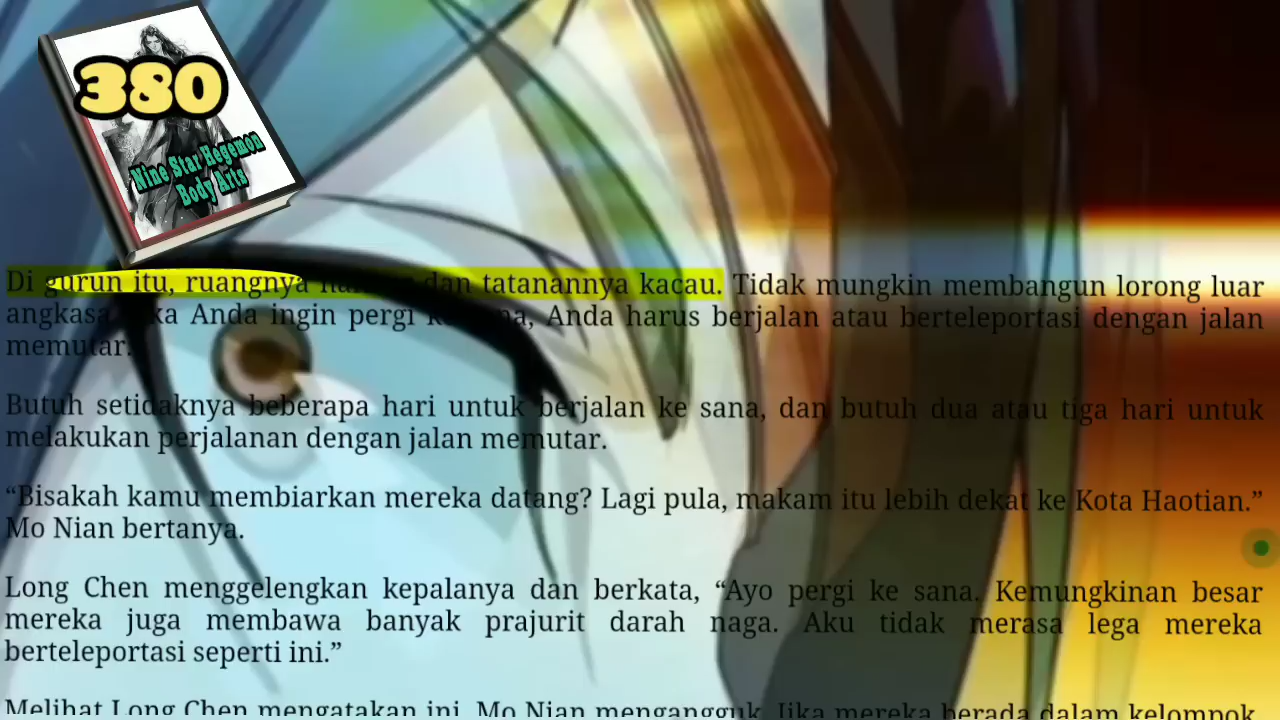 380
Nine Star Hegemon
Body Arts
Di gurun itu, ruangnya dan tatanannya kacau. Tidak mungkin membangun lorong luar
angkasa. Jika Anda ingin pergi ke sana, Anda harus berjalan atau berteleportasi dengan jalan
memutar.
Butuh setidaknya beberapa hari untuk berjalan ke sana, dan butuh dua atau tiga hari untuk
melakukan perjalanan dengan jalan memutar.
“Bisakah kamu membiarkan mereka datang? Lagi pula, makam itu lebih dekat ke Kota Haotian.”
Mo Nian bertanya.
Long Chen menggelengkan kepalanya dan berkata, “Ayo pergi ke sana. Kemungkinan besar
mereka juga membawa banyak prajurit darah naga. Aku tidak merasa lega mereka
berteleportasi seperti ini.”
Melihat Long Chen mengatakan ini, Mo Nian mengangguk. Jika mereka berada dalam kelompok